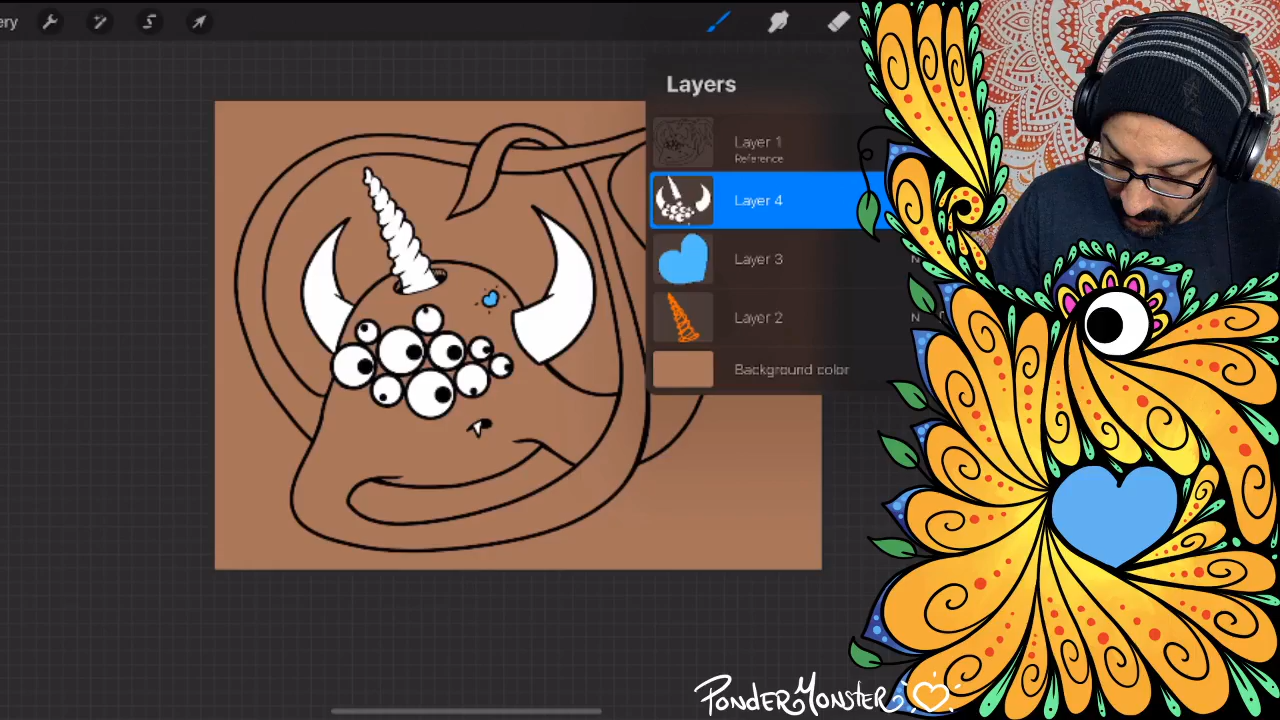 ery
Layers
Layer 1
Reference
Layer 4
Layer 3
N
Layer 2
N
Background color
PonderMonster